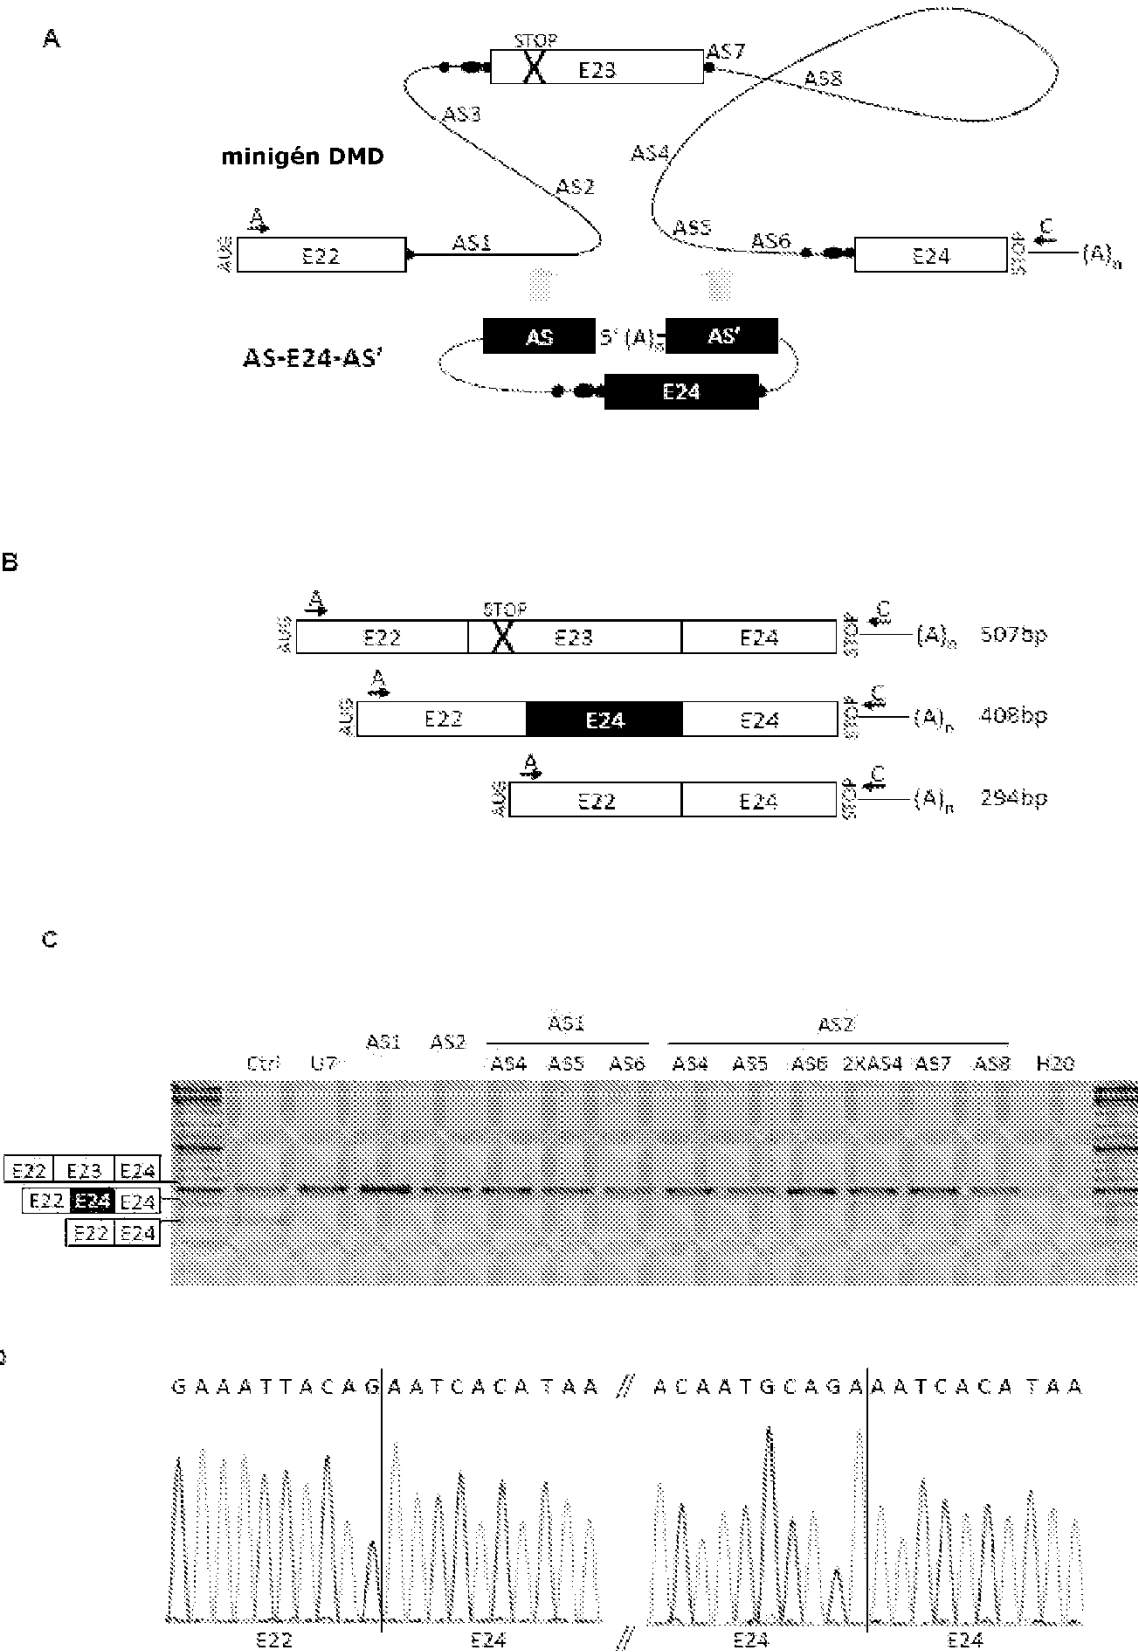 A
STOP
E23
AS7
AS8
AS3
minigén DMD
AS4
AS2
A
AS5
C
AUG E22 AS1 AS6 E24 STOP (A)n
AS 5' (A)n AS'
AS-E24-AS'
E24
B
A STOP C
AUG E22 E23 E24 STOP (A)n 507bp
A C
AUG E22 E24 E24 STOP (A)n 408bp
A C
AUG E22 E24 STOP (A)n 294bp
C
AS1 AS2
AS1 AS2
Ctrl U7 AS4 AS5 AS6 AS4 AS5 AS6 2XAS4 AS7 AS8 H20
E22 E23 E24
E22 E24 E24
E22 E24
G A A A T T A C A G A A T C A C A T A A // A C A A T G C A G A A A T C A C A T A A
E22 E24 // E24 E24